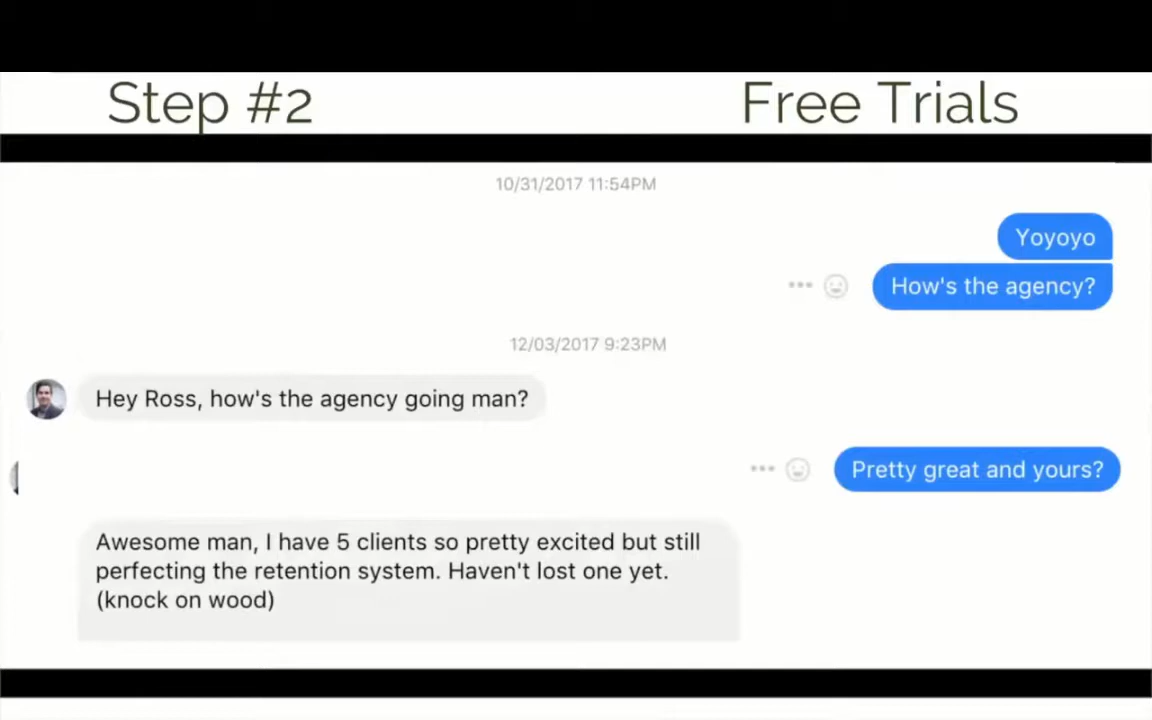 Step #2 Free Trials
10/31/2017 11:54PM
Yoyoyo
How's the agency?
12/03/2017 9:23PM
Hey Ross, how's the agency going man?
Pretty great and yours?
Awesome man, I have 5 clients so pretty excited but still
perfecting the retention system. Haven't lost one yet.
(knock on wood)